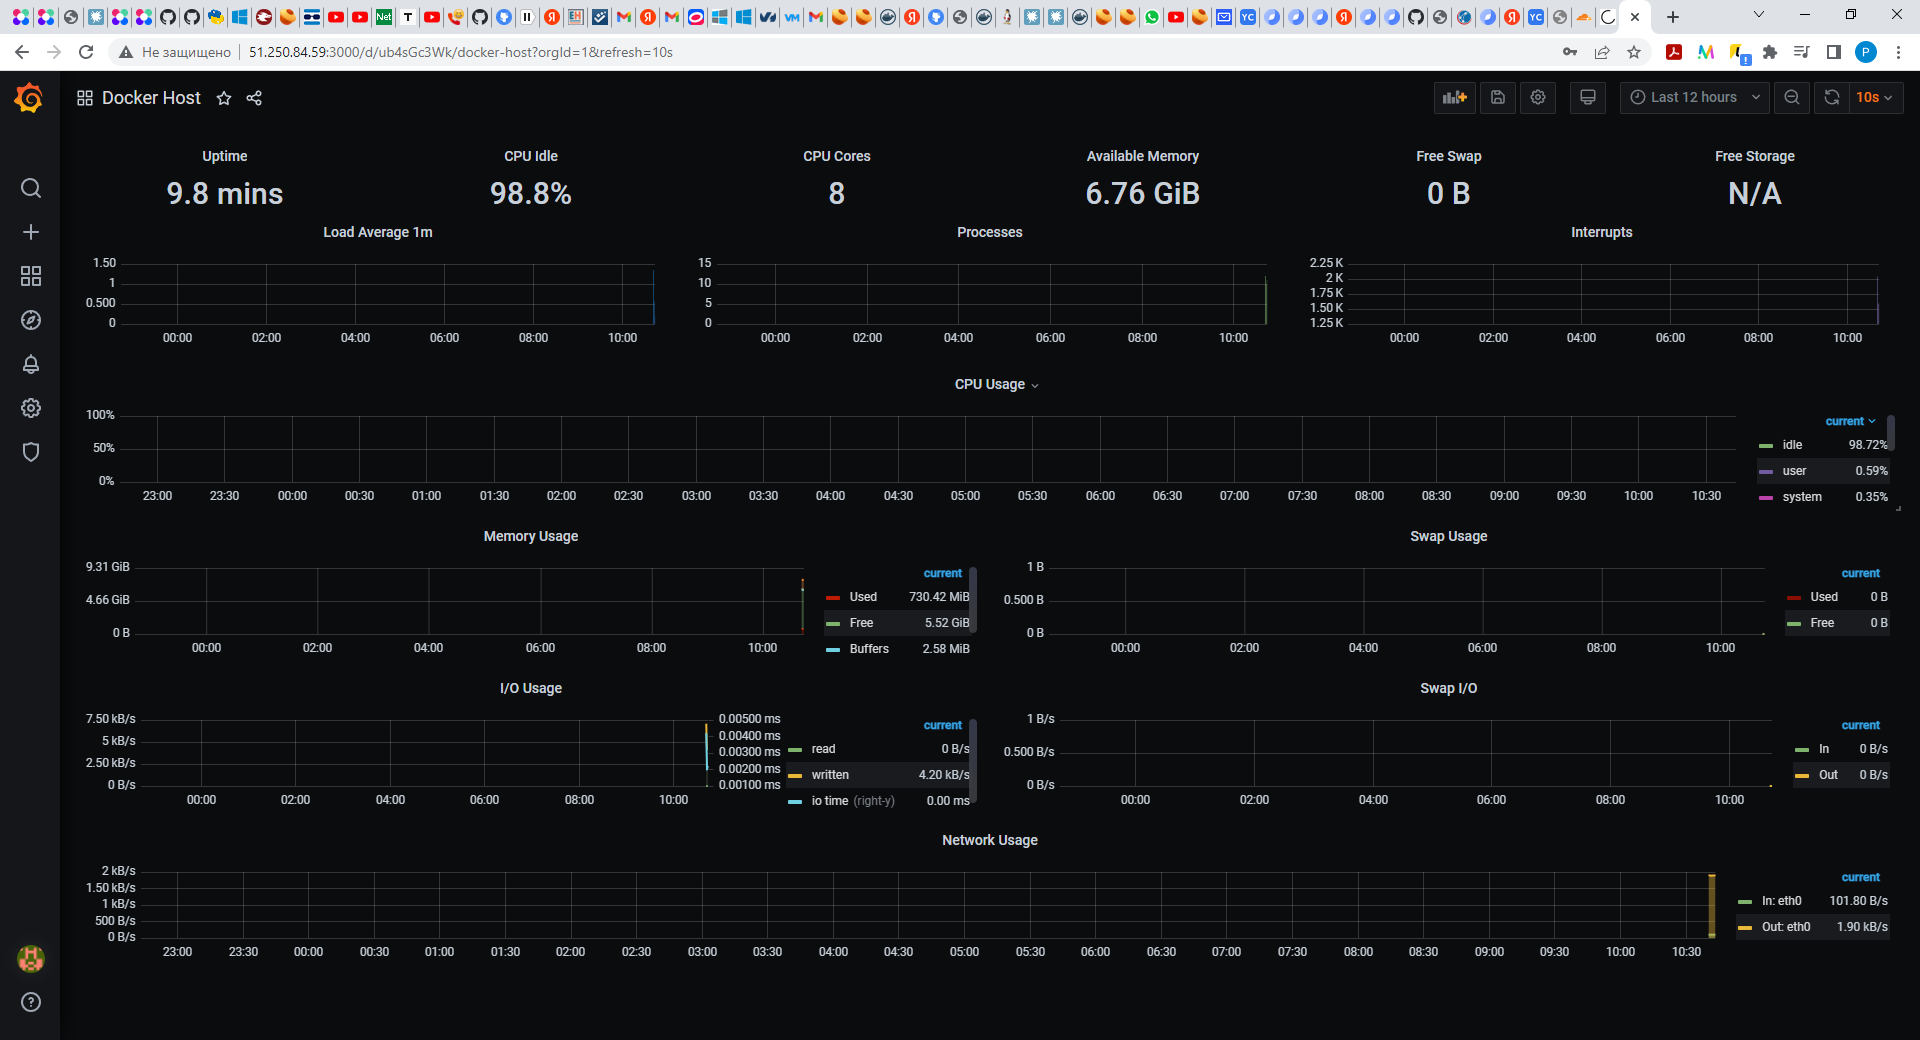 Не защищено
51.250.84.59:3000/d/ub4sGc3Wk/docker-host?orgId=1&refresh=10s
Docker Host
Last 12 hours
10s
Uptime
9.8 mins
CPU Idle
98.8%
CPU Cores
8
Available Memory
6.76 GiB
Free Swap
0 B
Free Storage
N/A
Load Average 1m
1.50
1
0.500
0
00:00 02:00 04:00 06:00 08:00 10:00
Processes
15
10
5
0
00:00 02:00 04:00 06:00 08:00 10:00
Interrupts
2.25 K
2 K
1.75 K
1.50 K
1.25 K
00:00 02:00 04:00 06:00 08:00 10:00
CPU Usage
100%
50%
0%
23:00 23:30 00:00 00:30 01:00 01:30 02:00 02:30 03:00 03:30 04:00 04:30 05:00 05:30 06:00 06:30 07:00 07:30 08:00 08:30 09:00 09:30 10:00 10:30
current
idle 98.72%
user 0.59%
system 0.35%
Memory Usage
9.31 GiB
4.66 GiB
0 B
00:00 02:00 04:00 06:00 08:00 10:00
current
Used 730.42 MiB
Free 5.52 GiB
Buffers 2.58 MiB
Swap Usage
1 B
0.500 B
0 B
00:00 02:00 04:00 06:00 08:00 10:00
current
Used 0 B
Free 0 B
I/O Usage
7.50 kB/s
5 kB/s
2.50 kB/s
0 B/s
00:00 02:00 04:00 06:00 08:00 10:00
0.00500 ms
0.00400 ms
0.00300 ms
0.00200 ms
0.00100 ms
current
read 0 B/s
written 4.20 kB/s
io time (right-y) 0.00 ms
Swap I/O
1 B/s
0.500 B/s
0 B/s
00:00 02:00 04:00 06:00 08:00 10:00
current
In 0 B/s
Out 0 B/s
Network Usage
2 kB/s
1.50 kB/s
1 kB/s
500 B/s
0 B/s
23:00 23:30 00:00 00:30 01:00 01:30 02:00 02:30 03:00 03:30 04:00 04:30 05:00 05:30 06:00 06:30 07:00 07:30 08:00 08:30 09:00 09:30 10:00 10:30
current
In: eth0 101.80 B/s
Out: eth0 1.90 kB/s